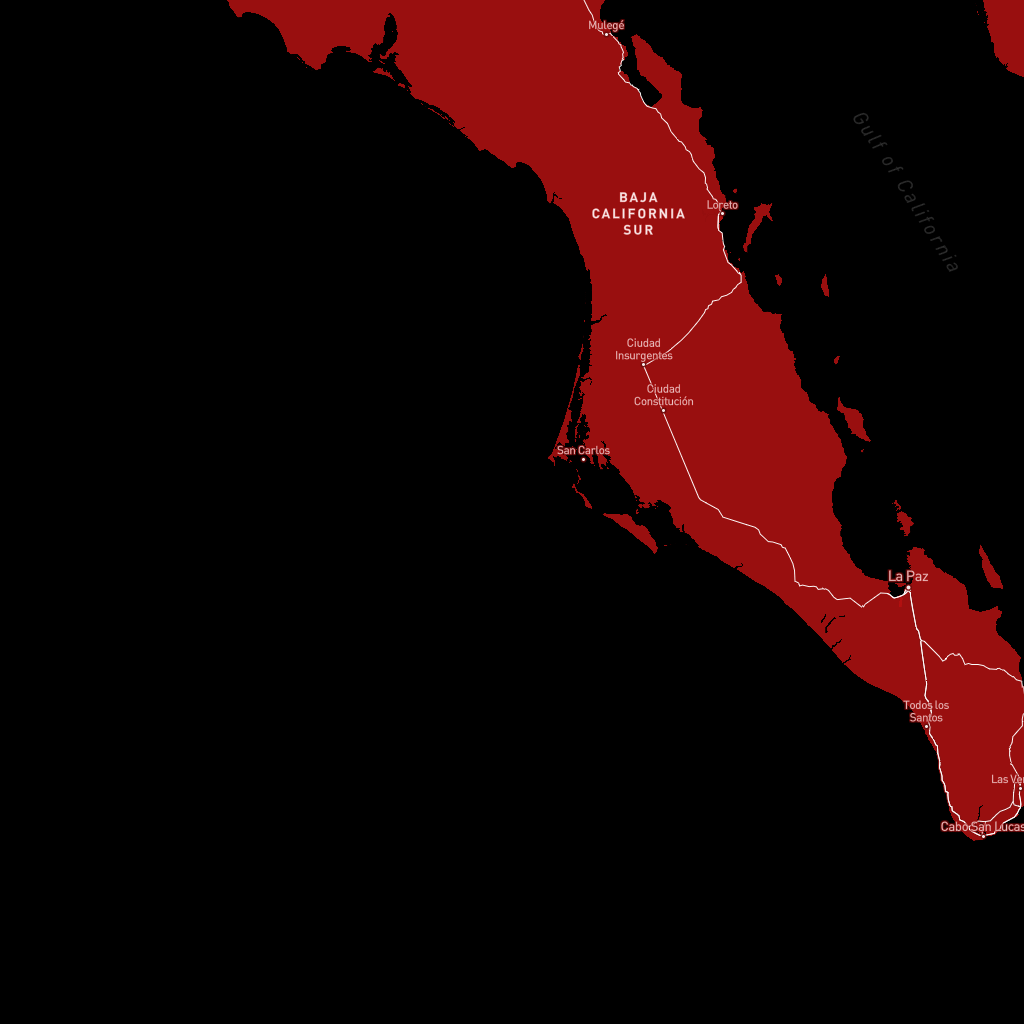 Mulegé
Gulf of California
BAJA
CALIFORNIA
SUR
Loreto
Ciudad
Insurgentes
Ciudad
Constitución
San Carlos
La Paz
Todos los
Santos
Las Ve
Cabo San Lucas